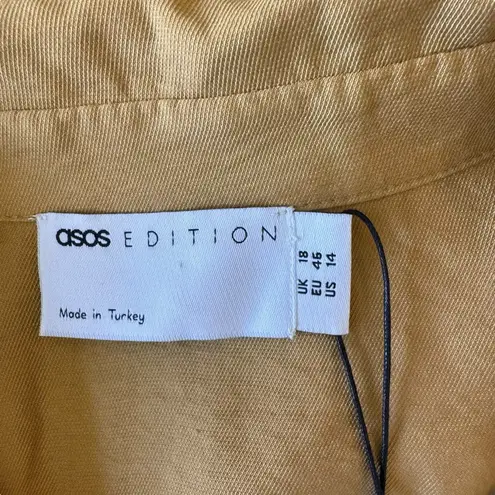 asos EDITION
Made in Turkey
UK 18
EU 46
US 14